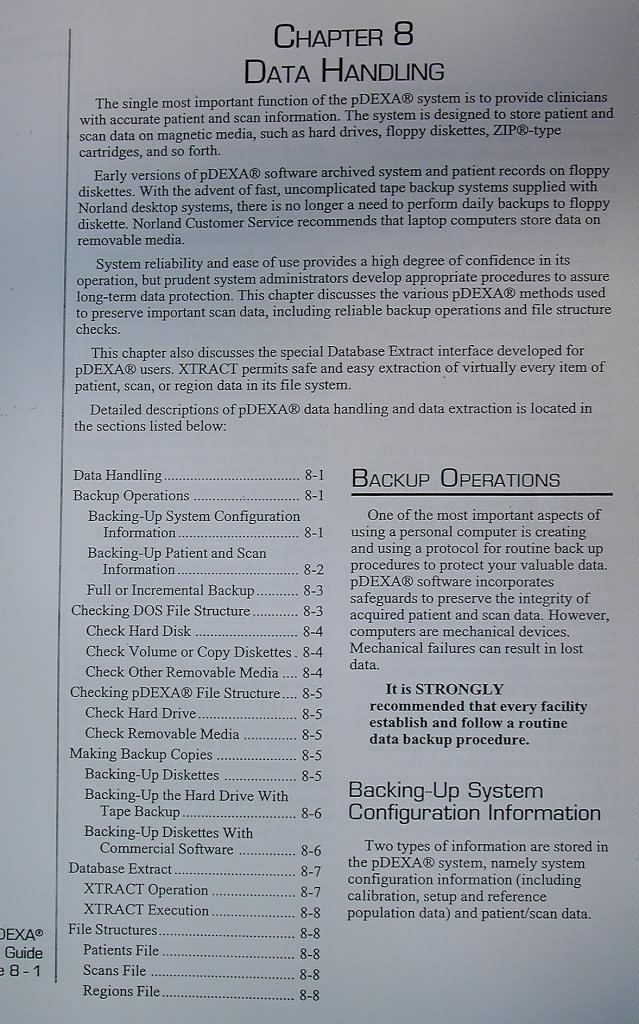 CHAPTER 8
DATA HANDLING
The single most important function of the pDEXA® system is to provide clinicians
with accurate patient and scan information. The system is designed to store patient and
scan data on magnetic media, such as hard drives, floppy diskettes, ZIP®-type
cartridges, and so forth.
Early versions of pDEXA® software archived system and patient records on floppy
diskettes. With the advent of fast, uncomplicated tape backup systems supplied with
Norland desktop systems, there is no longer a need to perform daily backups to floppy
diskette. Norland Customer Service recommends that laptop computers store data on
removable media.
System reliability and ease of use provides a high degree of confidence in its
operation, but prudent system administrators develop appropriate procedures to assure
long-term data protection. This chapter discusses the various pDEXA® methods used
to preserve important scan data, including reliable backup operations and file structure
checks.
This chapter also discusses the special Database Extract interface developed for
pDEXA® users. XTRACT permits safe and easy extraction of virtually every item of
patient, scan, or region data in its file system.
Detailed descriptions of pDEXA® data handling and data extraction is located in
the sections listed below:
Data Handling.................................. 8-1
Backup Operations .......................... 8-1
Backing-Up System Configuration
Information..................................... 8-1
Backing-Up Patient and Scan
Information..................................... 8-2
Full or Incremental Backup........... 8-3
Checking DOS File Structure........... 8-3
Check Hard Disk .......................... 8-4
Check Volume or Copy Diskettes . 8-4
Check Other Removable Media .... 8-4
Checking pDEXA® File Structure.... 8-5
Check Hard Drive......................... 8-5
Check Removable Media ............. 8-5
Making Backup Copies ................... 8-5
Backing-Up Diskettes .................. 8-5
Backing-Up the Hard Drive With
Tape Backup............................ 8-6
Backing-Up Diskettes With
Commercial Software .............. 8-6
Database Extract.............................. 8-7
XTRACT Operation ..................... 8-7
XTRACT Execution..................... 8-8
File Structures.................................. 8-8
Patients File .................................. 8-8
Scans File ..................................... 8-8
Regions File.................................. 8-8
BACKUP OPERATIONS
One of the most important aspects of
using a personal computer is creating
and using a protocol for routine back up
procedures to protect your valuable data.
pDEXA® software incorporates
safeguards to preserve the integrity of
acquired patient and scan data. However,
computers are mechanical devices.
Mechanical failures can result in lost
data.
It is STRONGLY
recommended that every facility
establish and follow a routine
data backup procedure.
Backing-Up System
Configuration Information
Two types of information are stored in
the pDEXA® system, namely system
configuration information (including
calibration, setup and reference
population data) and patient/scan data.
DEXA®
Guide
e 8 - 1